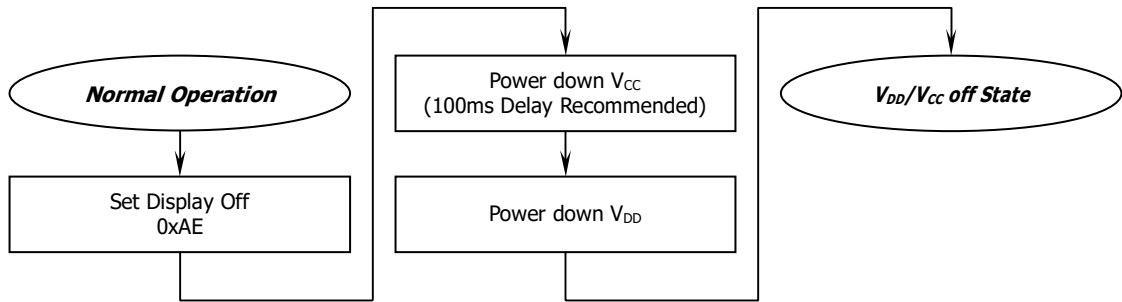 Normal Operation
Set Display Off
0xAE
Power down VCC
(100ms Delay Recommended)
Power down VDD
VDD/VCC off State